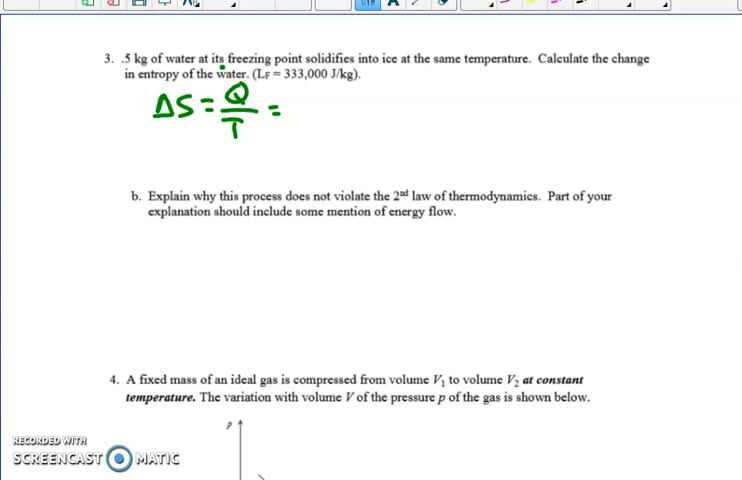 3. .5 kg of water at its freezing point solidifies into ice at the same temperature. Calculate the change
in entropy of the water. (LF = 333,000 J/kg).
ΔS = Q/T =
b. Explain why this process does not violate the 2nd law of thermodynamics. Part of your
explanation should include some mention of energy flow.
4. A fixed mass of an ideal gas is compressed from volume V1 to volume V2 at constant
temperature. The variation with volume V of the pressure p of the gas is shown below.
p
RECORDED WITH
SCREENCAST MATIC